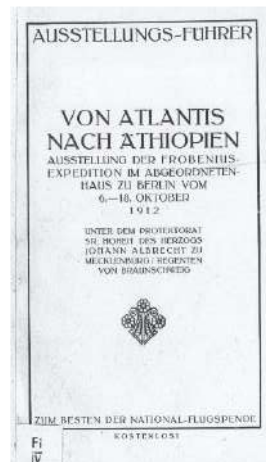 AUSSTELLUNGS-FÜHRER
VON ATLANTIS
NACH ÄTHIOPIEN
AUSSTELLUNG DER FROBENIUS-
EXPEDITION IM ABGEORDNETEN-
HAUS ZU BERLIN VOM
6.—18. OKTOBER
1912
UNTER DEM PROTEKTORAT
SR. HOHEIT DES HERZOGS
JOHANN ALBRECHT ZU
MECKLENBURG / REGENTEN
VON BRAUNSCHWEIG
ZUM BESTEN DER NATIONAL-FLUGSPENDE
KOSTENLOS!
Fi
IV